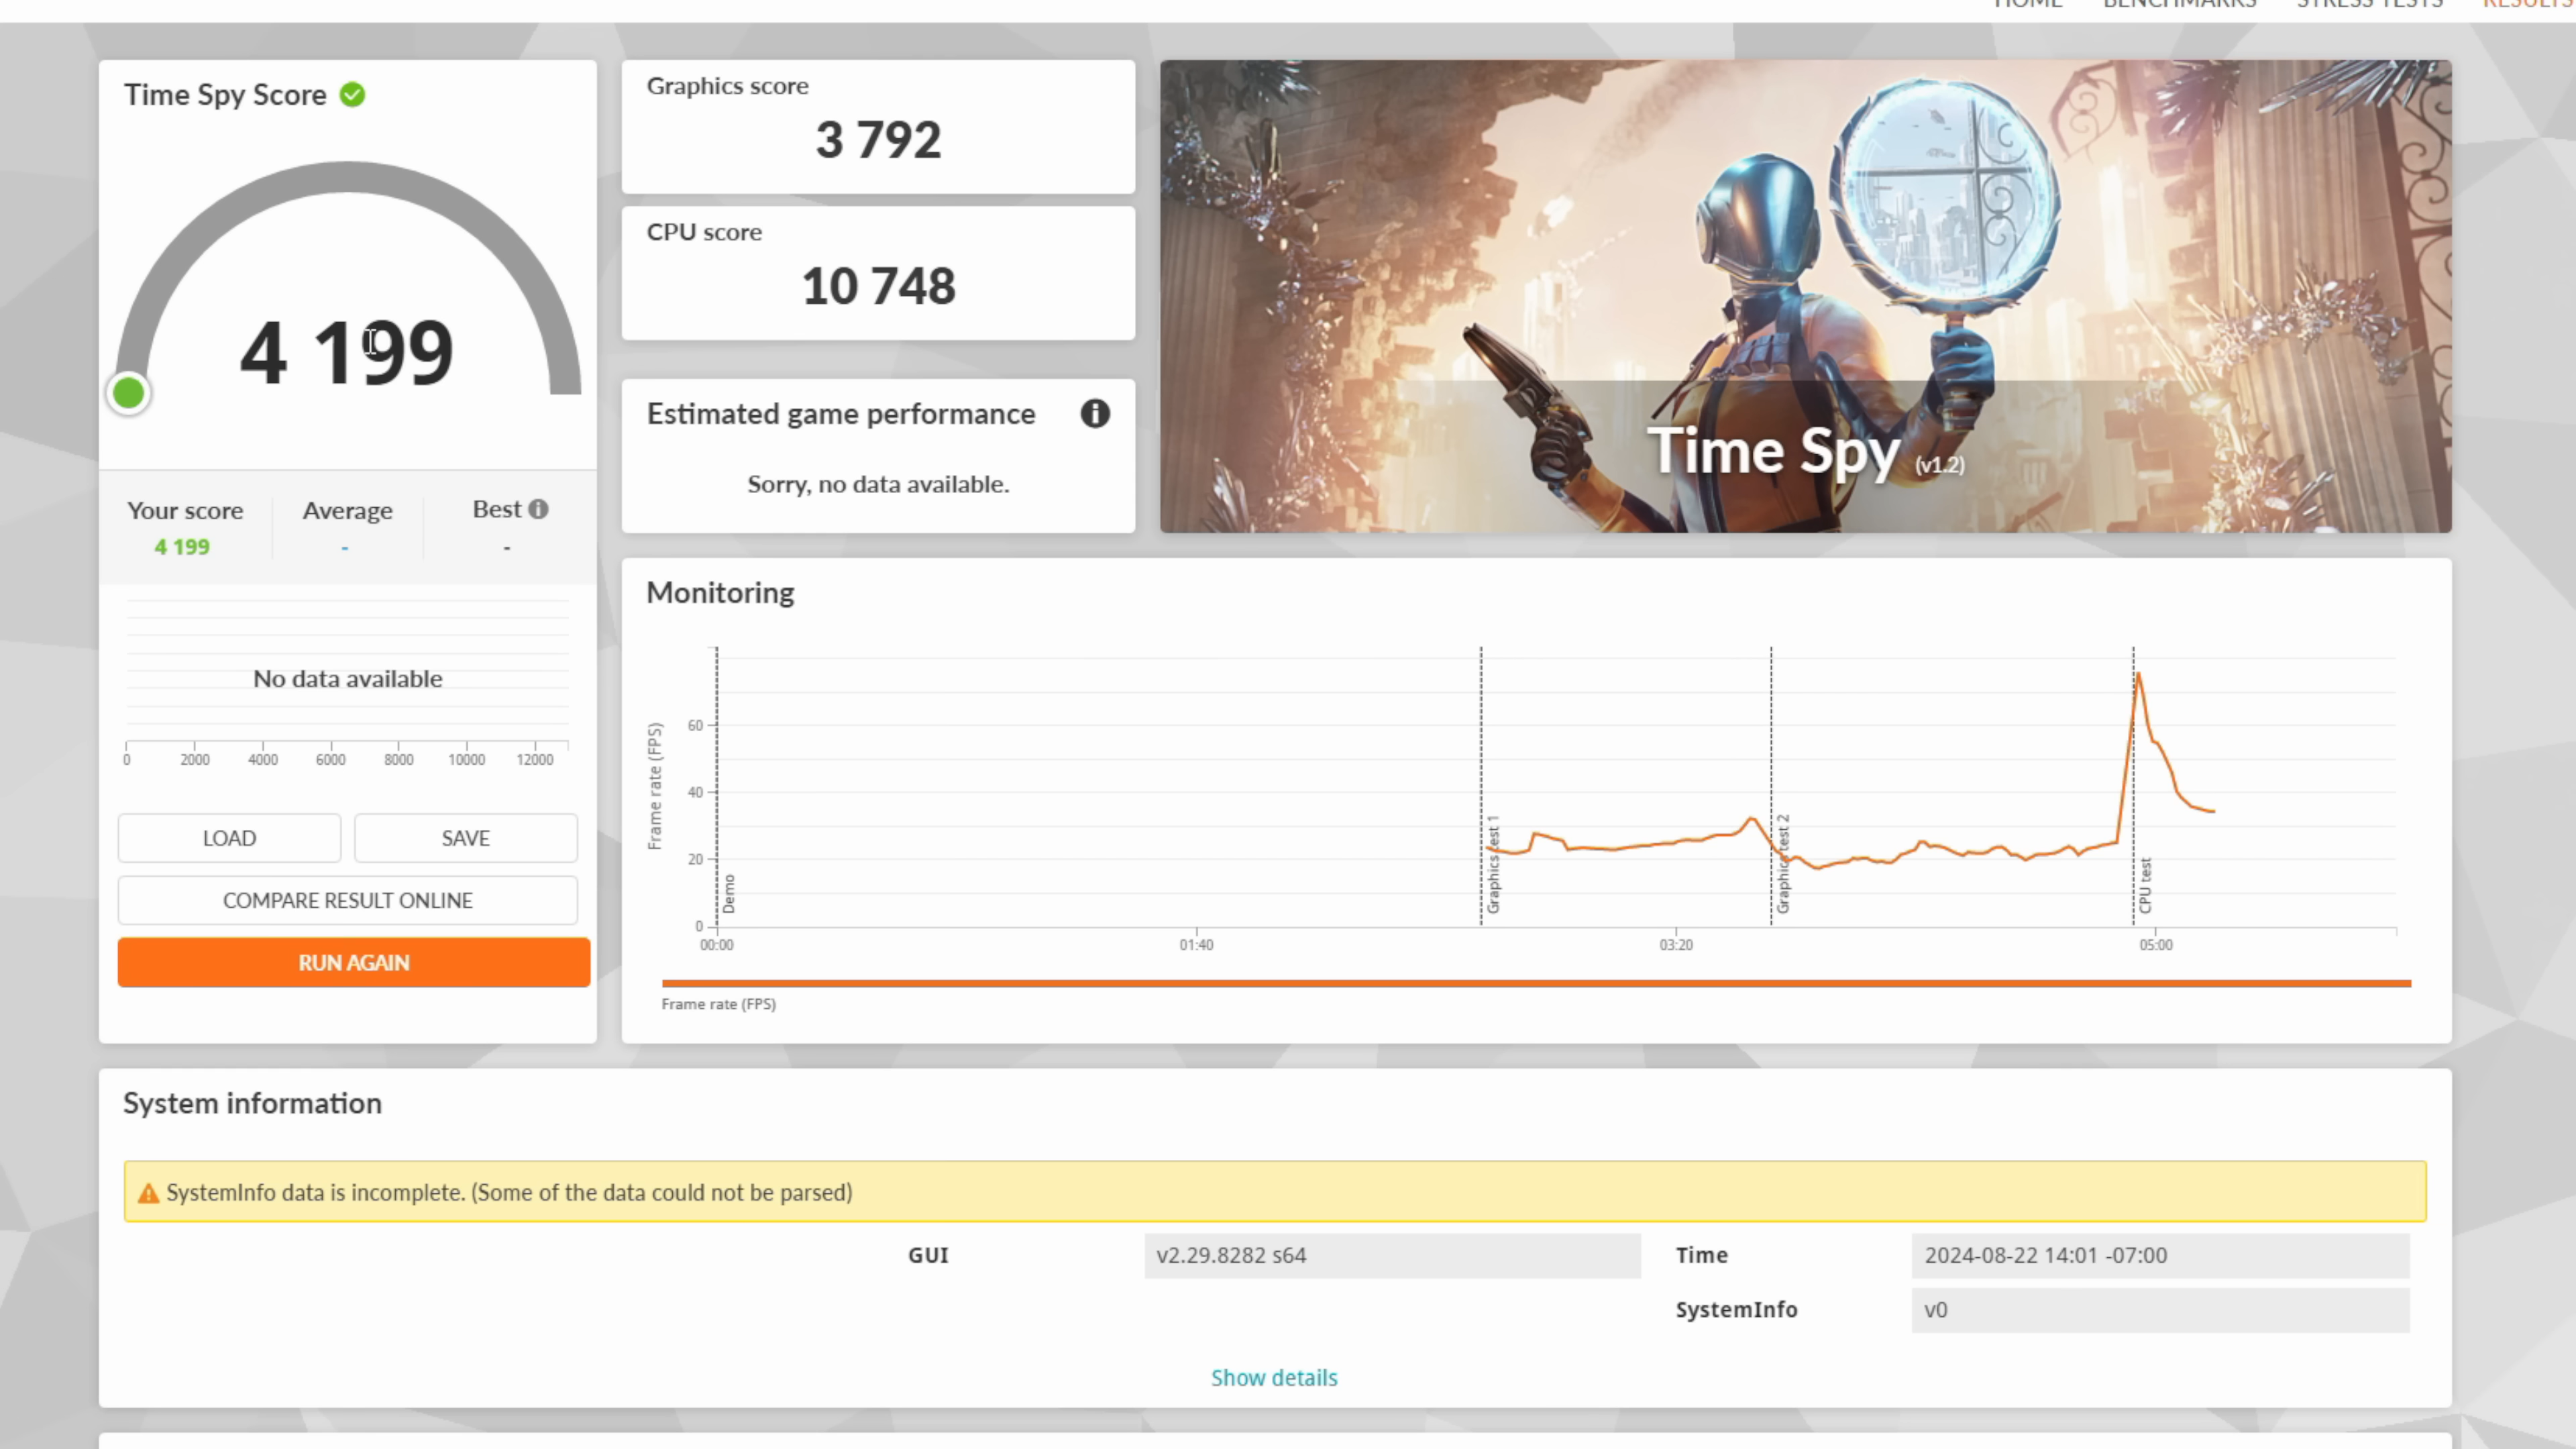 HOME BENCHMARKS STRESS TESTS RESULTS
Time Spy Score
4 199
Your score Average Best
4 199 - -
No data available
0 2000 4000 6000 8000 10000 12000
LOAD SAVE
COMPARE RESULT ONLINE
RUN AGAIN
Graphics score
3 792
CPU score
10 748
Estimated game performance
Sorry, no data available.
Time Spy (v1.2)
Monitoring
Frame rate (FPS)
60
40
20
0
Demo
Graphics test 1
Graphics test 2
CPU test
00:00 01:40 03:20 05:00
Frame rate (FPS)
System information
SystemInfo data is incomplete. (Some of the data could not be parsed)
GUI v2.29.8282 s64 Time 2024-08-22 14:01 -07:00
SystemInfo v0
Show details